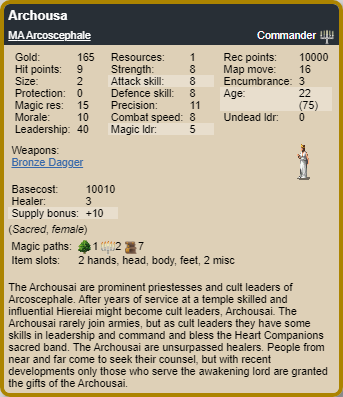 Archousa
MA Arcoscephale Commander
Gold: 165 Resources: 1 Rec points: 10000
Hit points: 9 Strength: 8 Map move: 16
Size: 2 Attack skill: 8 Encumbrance: 3
Protection: 0 Defence skill: 8 Age: 22
Magic res: 15 Precision: 11 (75)
Morale: 10 Combat speed: 8 Undead ldr: 0
Leadership: 40 Magic ldr: 5
Weapons:
Bronze Dagger
Basecost: 10010
Healer: 3
Supply bonus: +10
(Sacred, female)
Magic paths: 1 2 7
Item slots: 2 hands, head, body, feet, 2 misc
The Archousai are prominent priestesses and cult leaders of
Arcoscephale. After years of service at a temple skilled and
influential Hiereiai might become cult leaders, Archousai. The
Archousai rarely join armies, but as cult leaders they have some
skills in leadership and command and bless the Heart Companions
sacred band. The Archousai are unsurpassed healers. People from
near and far come to seek their counsel, but with recent
developments only those who serve the awakening lord are granted
the gifts of the Archousai.